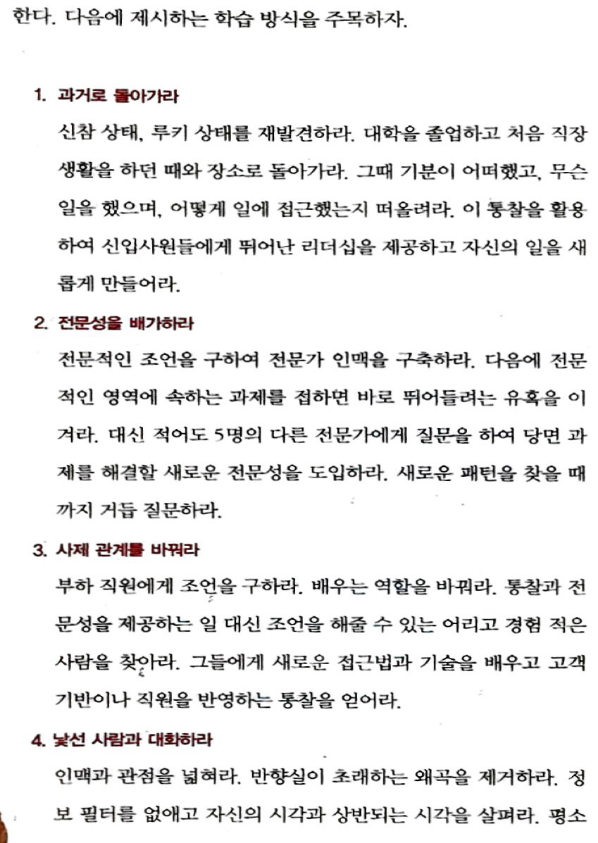 한다. 다음에 제시하는 학습 방식을 주목하자.
1. 과거로 돌아가라
신참 상태, 루키 상태를 재발견하라. 대학을 졸업하고 처음 직장
생활을 하던 때와 장소로 돌아가라. 그때 기분이 어떠했고, 무슨
일을 했으며, 어떻게 일에 접근했는지 떠올려라. 이 통찰을 활용
하여 신입사원들에게 뛰어난 리더십을 제공하고 자신의 일을 새
롭게 만들어라.
2. 전문성을 배가하라
전문적인 조언을 구하여 전문가 인맥을 구축하라. 다음에 전문
적인 영역에 속하는 과제를 접하면 바로 뛰어들려는 유혹을 이
겨라. 대신 적어도 5명의 다른 전문가에게 질문을 하여 당면 과
제를 해결할 새로운 전문성을 도입하라. 새로운 패턴을 찾을 때
까지 거듭 질문하라.
3. 사제 관계를 바꿔라
부하 직원에게 조언을 구하라. 배우는 역할을 바꿔라. 통찰과 전
문성을 제공하는 일 대신 조언을 해줄 수 있는 어리고 경험 적은
사람을 찾아라. 그들에게 새로운 접근법과 기술을 배우고 고객
기반이나 직원을 반영하는 통찰을 얻어라.
4. 낯선 사람과 대화하라
인맥과 관점을 넓혀라. 반향실이 초래하는 왜곡을 제거하라. 정
보 필터를 없애고 자신의 시각과 상반되는 시각을 살펴라. 평소